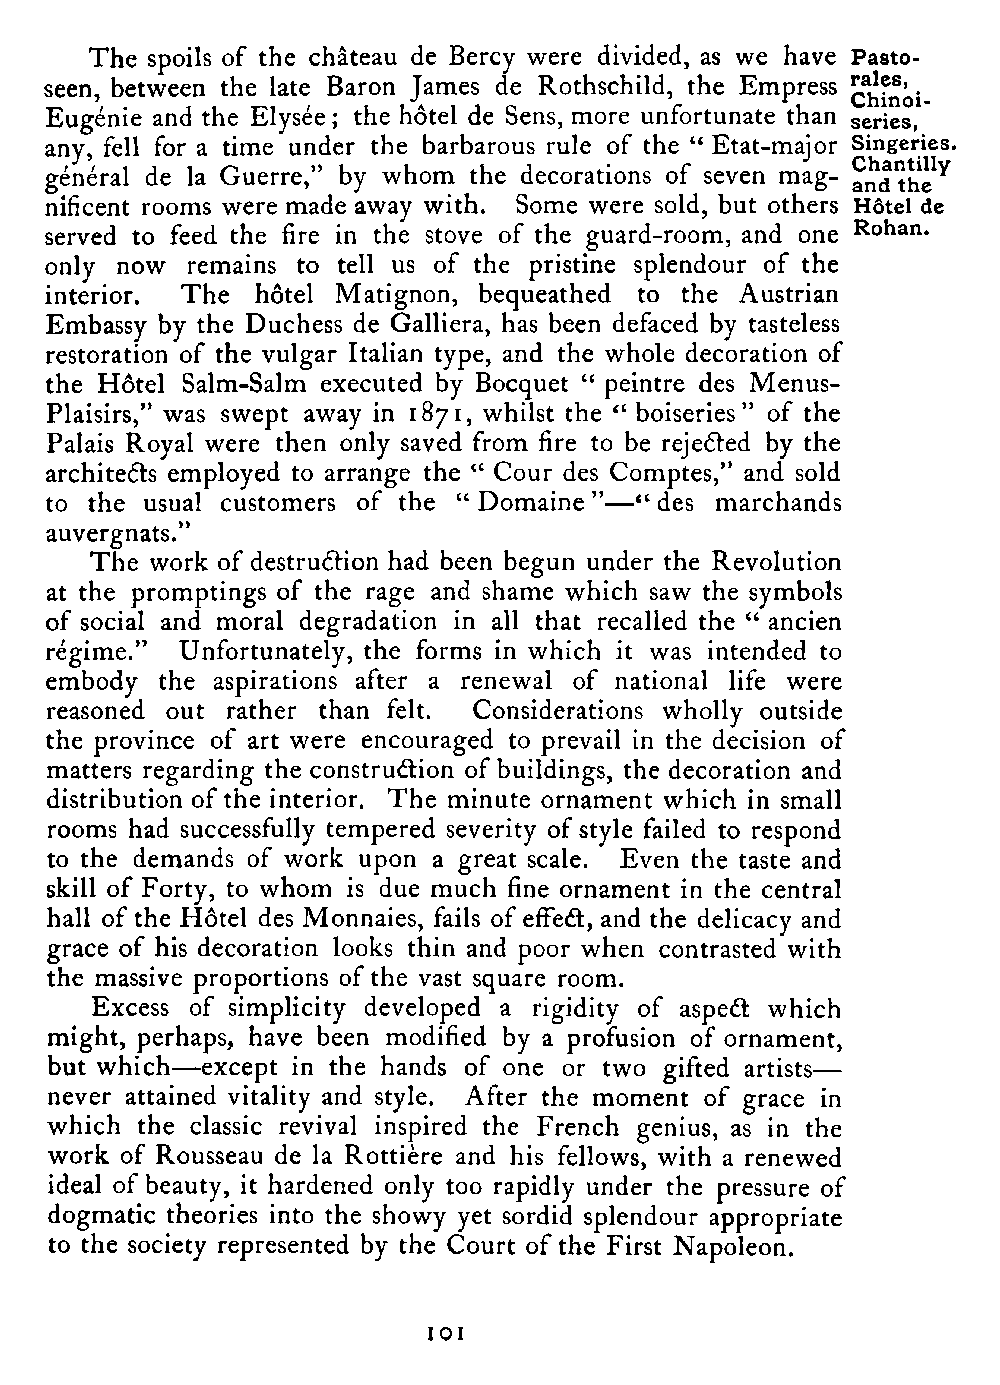 The spoils of the château de Bercy were divided, as we have
seen, between the late Baron James de Rothschild, the Empress
Eugénie and the Elysée; the hôtel de Sens, more unfortunate than
any, fell for a time under the barbarous rule of the “ Etat-major
général de la Guerre,” by whom the decorations of seven mag-
nificent rooms were made away with. Some were sold, but others
served to feed the fire in the stove of the guard-room, and one
only now remains to tell us of the pristine splendour of the
interior. The hôtel Matignon, bequeathed to the Austrian
Embassy by the Duchess de Galliera, has been defaced by tasteless
restoration of the vulgar Italian type, and the whole decoration of
the Hôtel Salm-Salm executed by Bocquet “ peintre des Menus-
Plaisirs,” was swept away in 1871, whilst the “ boiseries ” of the
Palais Royal were then only saved from fire to be rejected by the
architects employed to arrange the “ Cour des Comptes,” and sold
to the usual customers of the “ Domaine ”—“ des marchands
auvergnats.”
The work of destruction had been begun under the Revolution
at the promptings of the rage and shame which saw the symbols
of social and moral degradation in all that recalled the “ ancien
régime.” Unfortunately, the forms in which it was intended to
embody the aspirations after a renewal of national life were
reasoned out rather than felt. Considerations wholly outside
the province of art were encouraged to prevail in the decision of
matters regarding the construction of buildings, the decoration and
distribution of the interior. The minute ornament which in small
rooms had successfully tempered severity of style failed to respond
to the demands of work upon a great scale. Even the taste and
skill of Forty, to whom is due much fine ornament in the central
hall of the Hôtel des Monnaies, fails of effect, and the delicacy and
grace of his decoration looks thin and poor when contrasted with
the massive proportions of the vast square room.
Excess of simplicity developed a rigidity of aspect which
might, perhaps, have been modified by a profusion of ornament,
but which—except in the hands of one or two gifted artists—
never attained vitality and style. After the moment of grace in
which the classic revival inspired the French genius, as in the
work of Rousseau de la Rottière and his fellows, with a renewed
ideal of beauty, it hardened only too rapidly under the pressure of
dogmatic theories into the showy yet sordid splendour appropriate
to the society represented by the Court of the First Napoleon.
Pasto-
rales,
Chinoi-
series,
Singeries.
Chantilly
and the
Hôtel de
Rohan.
101